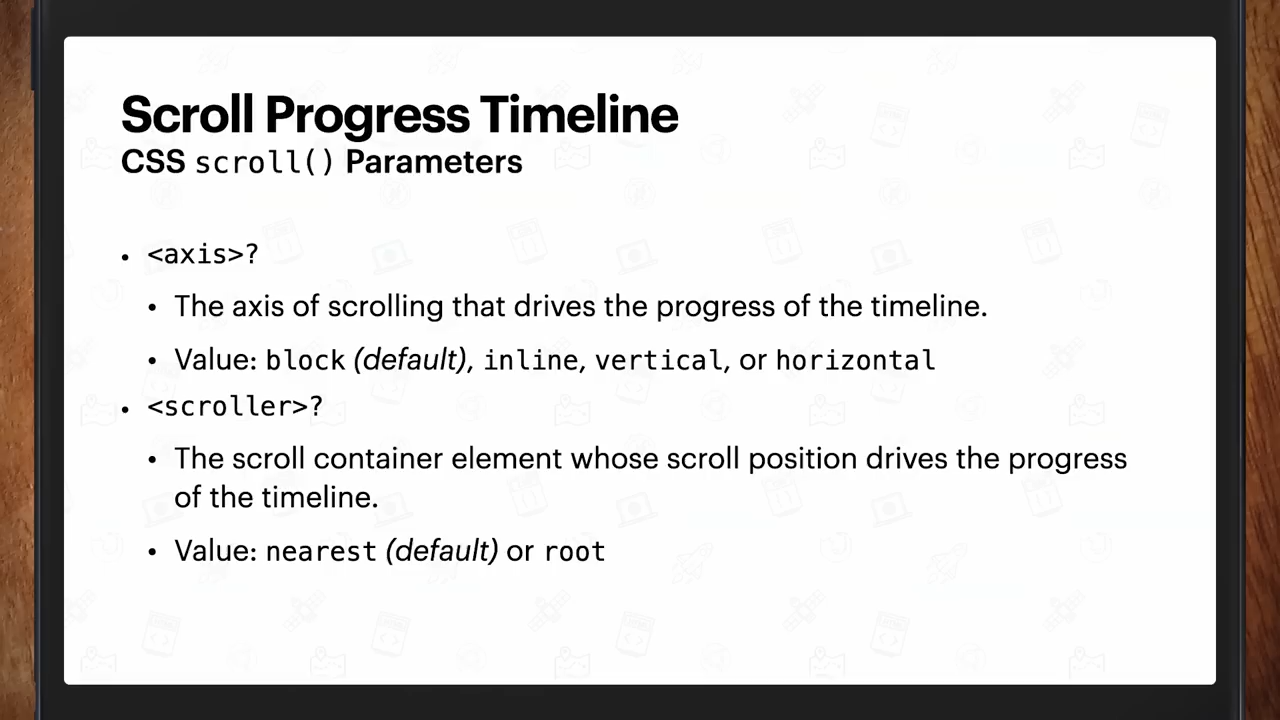 Scroll Progress Timeline
CSS scroll() Parameters
• <axis>?
• The axis of scrolling that drives the progress of the timeline.
• Value: block (default), inline, vertical, or horizontal
• <scroller>?
• The scroll container element whose scroll position drives the progress
of the timeline.
• Value: nearest (default) or root